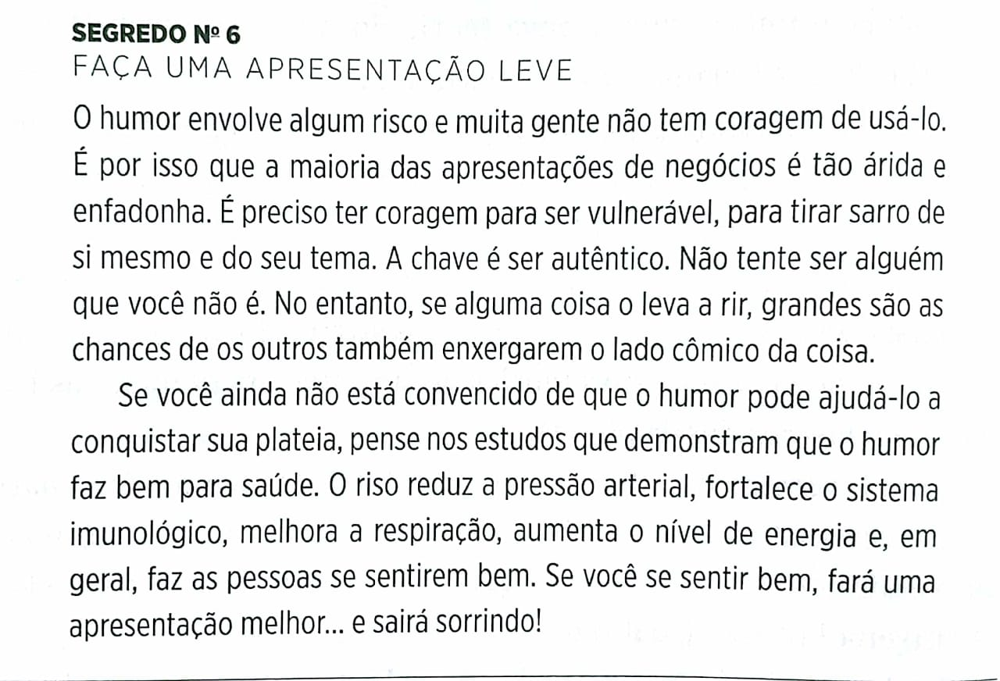 SEGREDO Nº 6
FAÇA UMA APRESENTAÇÃO LEVE
O humor envolve algum risco e muita gente não tem coragem de usá-lo.
É por isso que a maioria das apresentações de negócios é tão árida e
enfadonha. É preciso ter coragem para ser vulnerável, para tirar sarro de
si mesmo e do seu tema. A chave é ser autêntico. Não tente ser alguém
que você não é. No entanto, se alguma coisa o leva a rir, grandes são as
chances de os outros também enxergarem o lado cômico da coisa.
Se você ainda não está convencido de que o humor pode ajudá-lo a
conquistar sua plateia, pense nos estudos que demonstram que o humor
faz bem para saúde. O riso reduz a pressão arterial, fortalece o sistema
imunológico, melhora a respiração, aumenta o nível de energia e, em
geral, faz as pessoas se sentirem bem. Se você se sentir bem, fará uma
apresentação melhor... e sairá sorrindo!